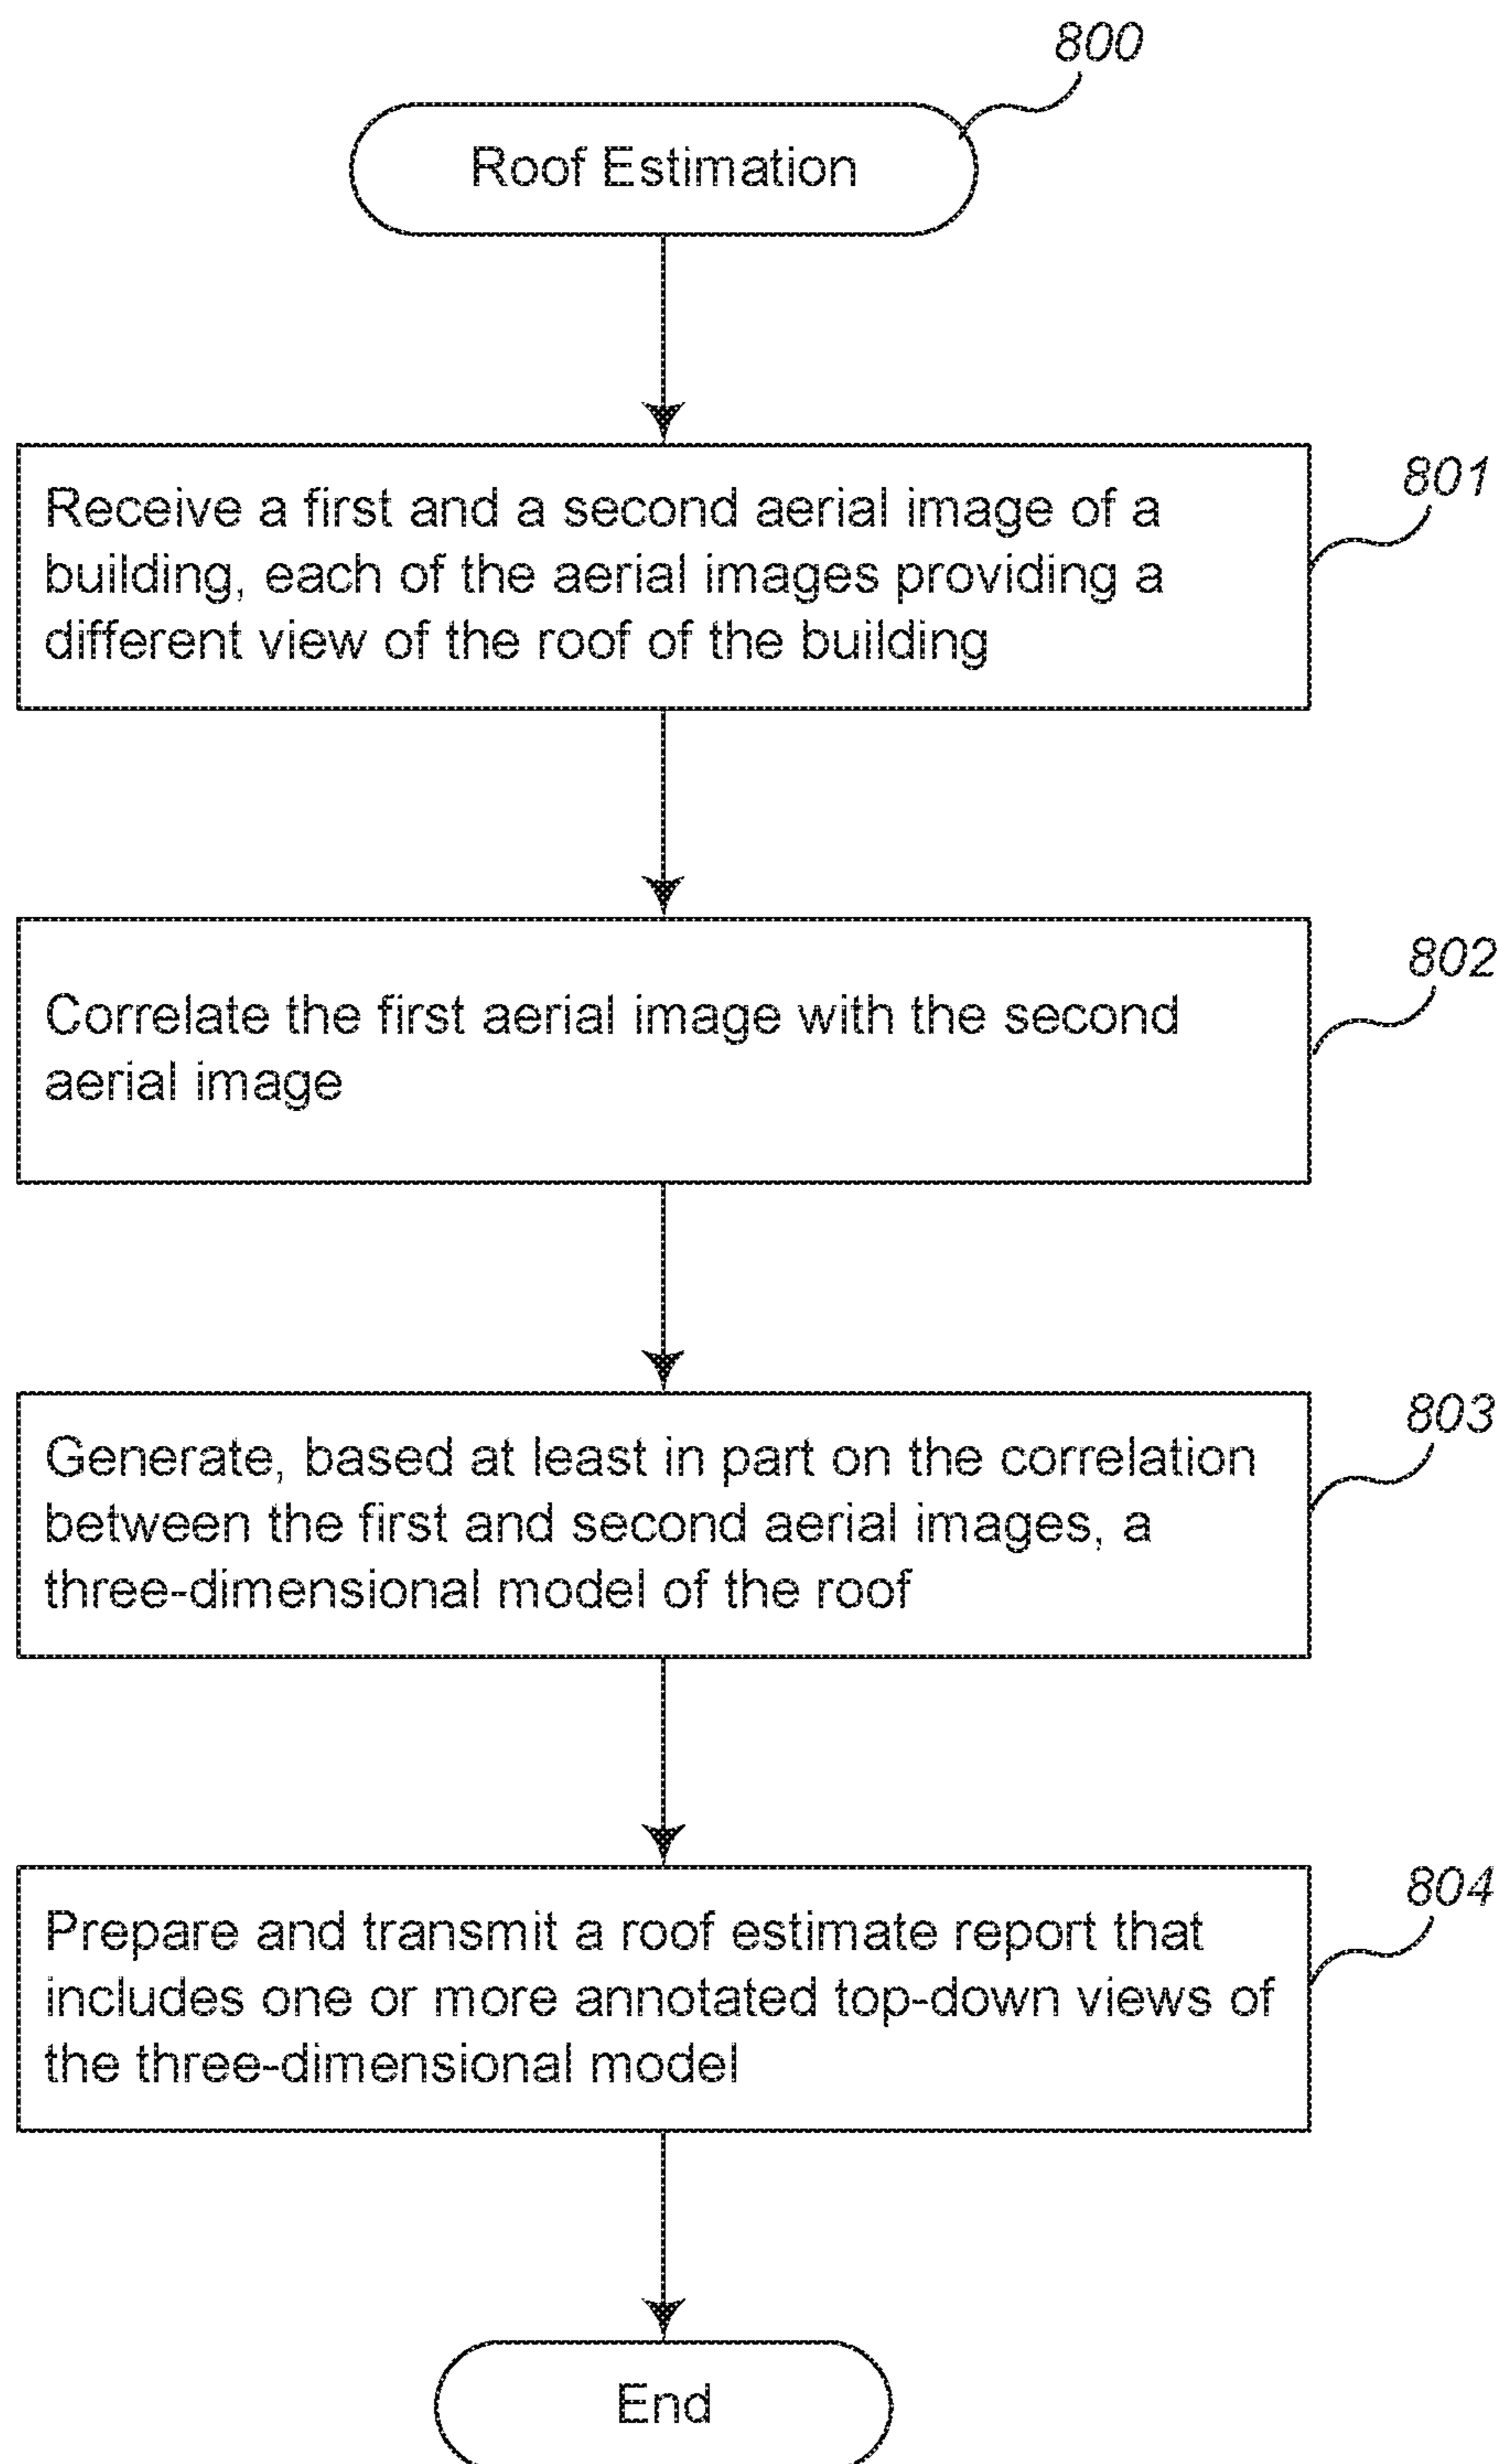 800
Roof Estimation
801
Receive a first and a second aerial image of a
building, each of the aerial images providing a
different view of the roof of the building
802
Correlate the first aerial image with the second
aerial image
803
Generate, based at least in part on the correlation
between the first and second aerial images, a
three-dimensional model of the roof
804
Prepare and transmit a roof estimate report that
includes one or more annotated top-down views of
the three-dimensional model
End